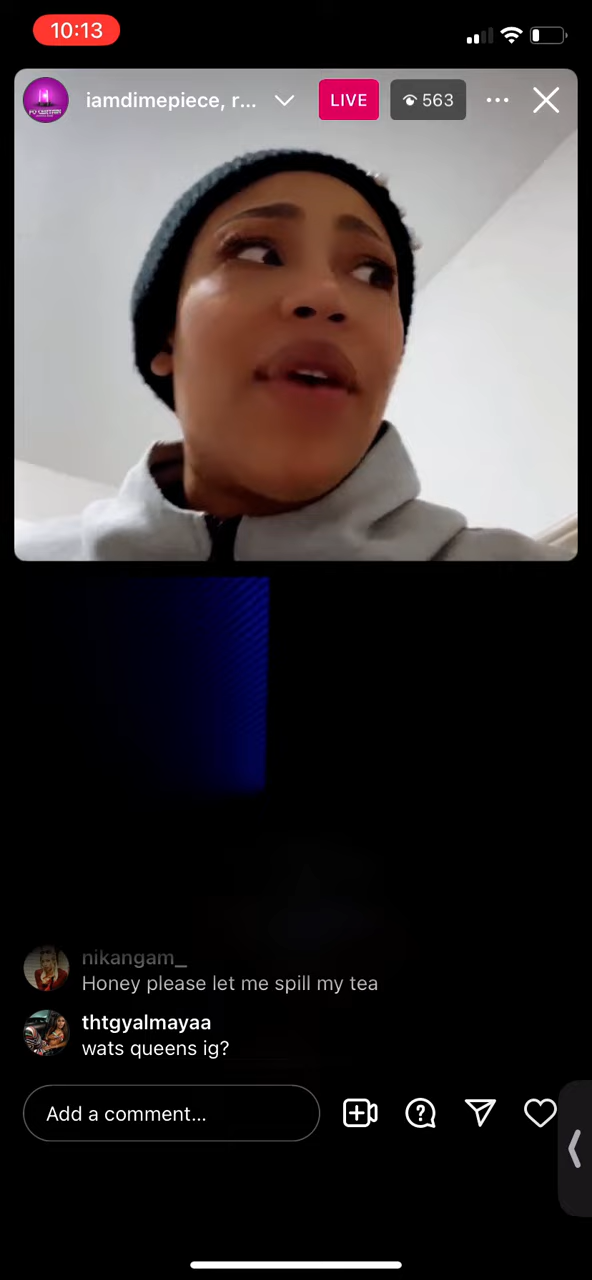 10:13
iamdimepiece, r...
LIVE
563
nikangam_
Honey please let me spill my tea
thtgyalmayaa
wats queens ig?
Add a comment...